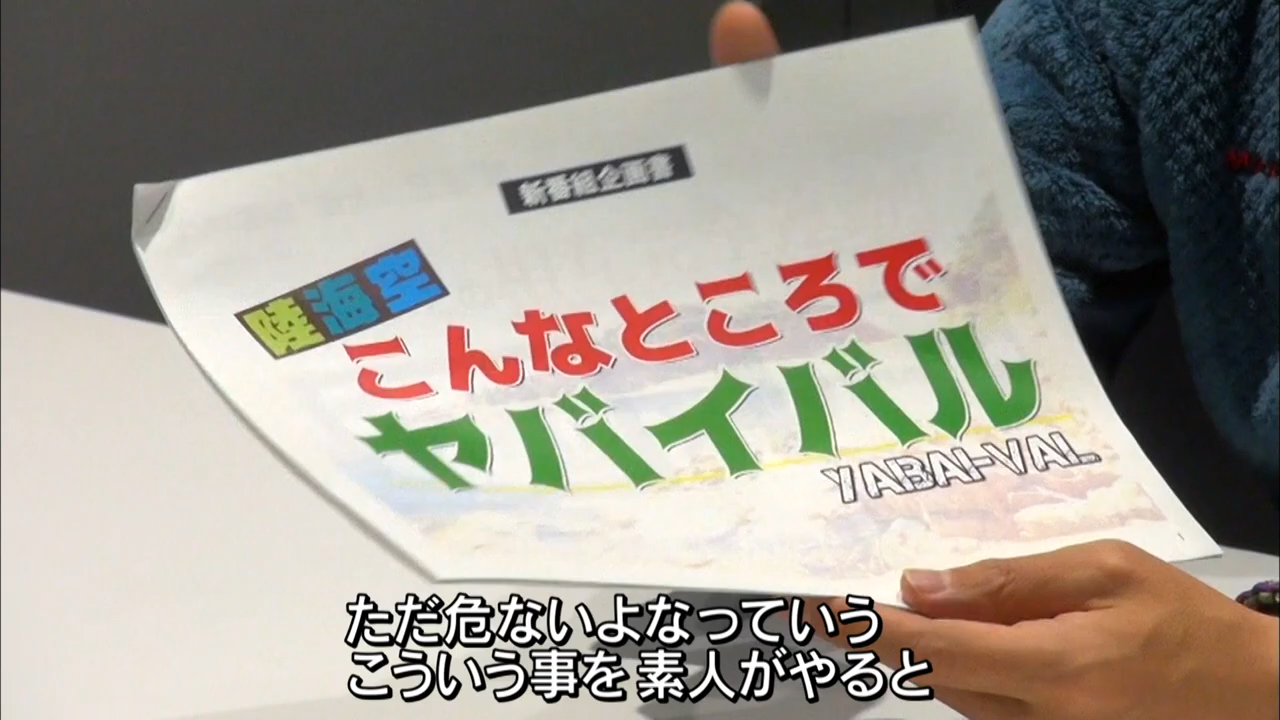 新番組企画書
陸海空
こんなところで
ヤバイバル
YABAI-VAL
ただ危ないよなっていう
こういう事を 素人がやると